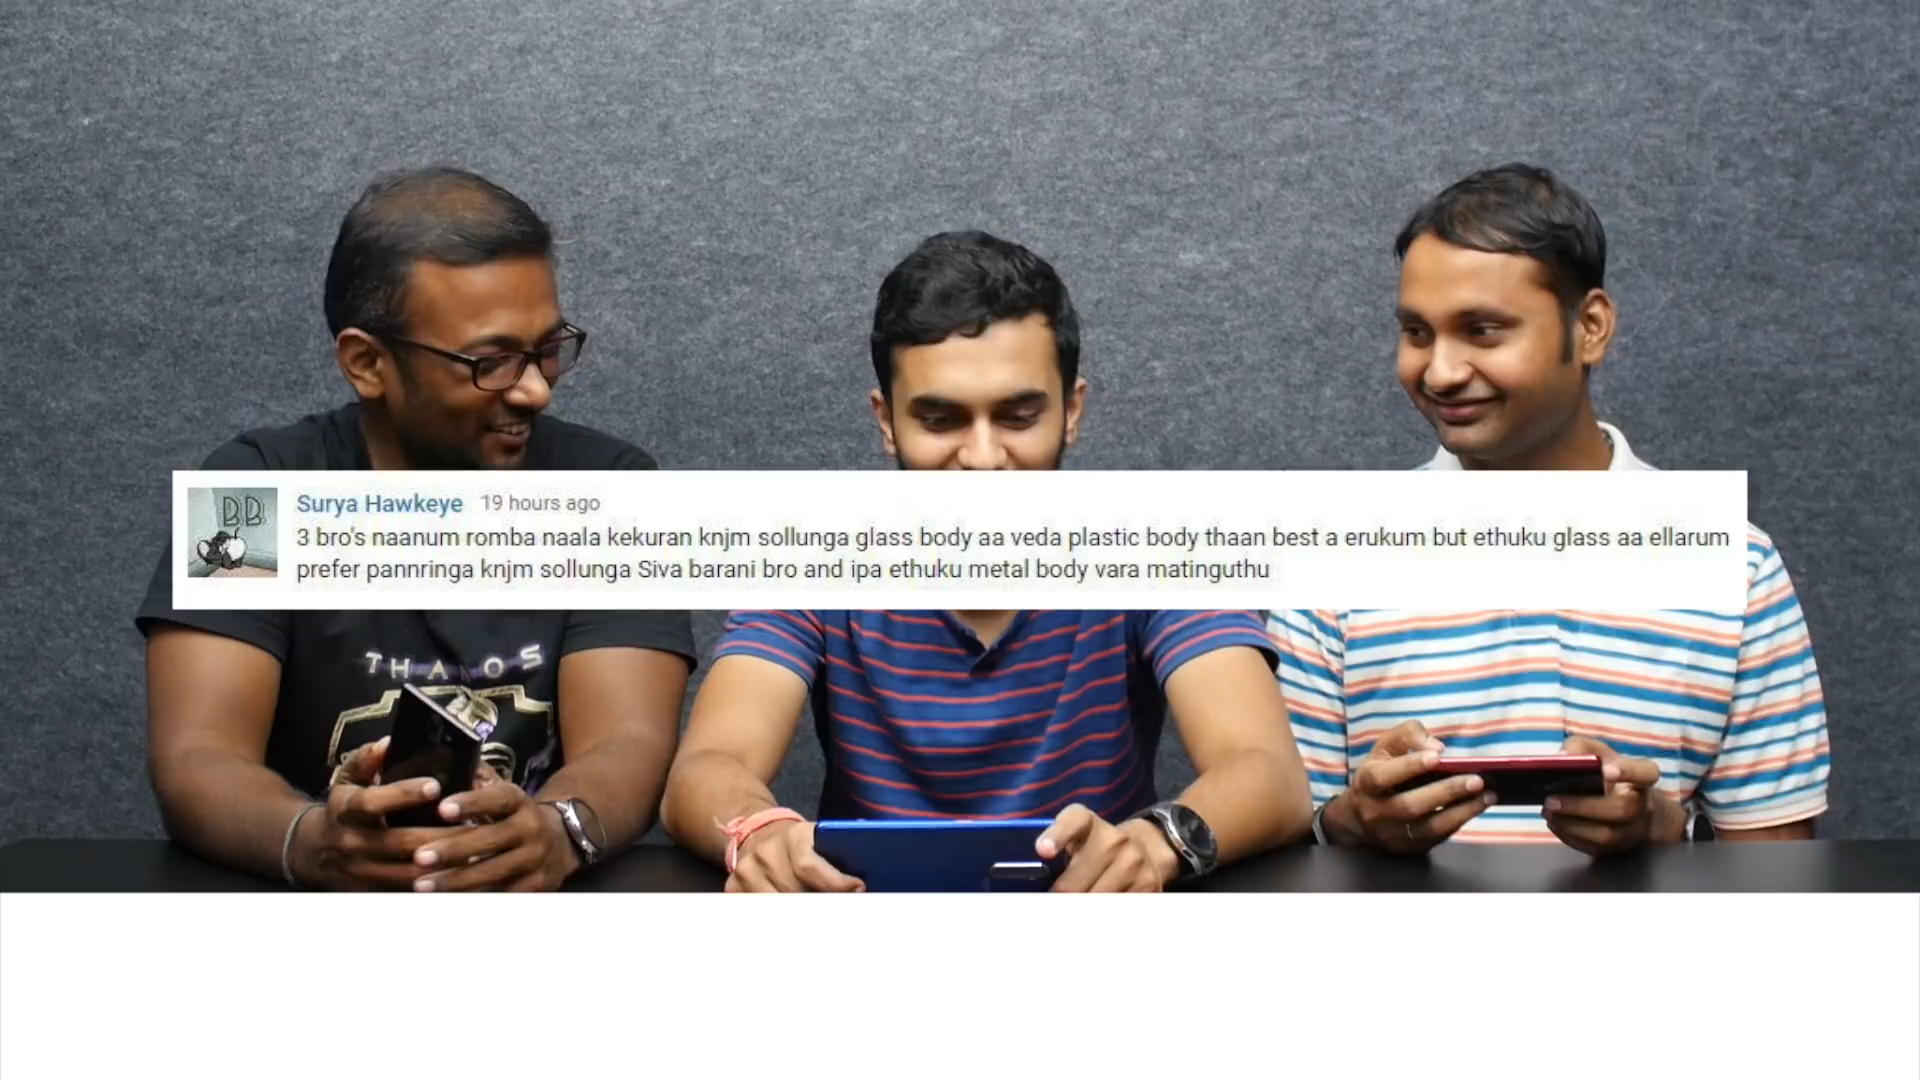 BB
Surya Hawkeye 19 hours ago
3 bro's naanum romba naala kekuran knjm sollunga glass body aa veda plastic body thaan best a erukum but ethuku glass aa ellarum
prefer pannringa knjm sollunga Siva barani bro and ipa ethuku metal body vara matinguthu
THANOS